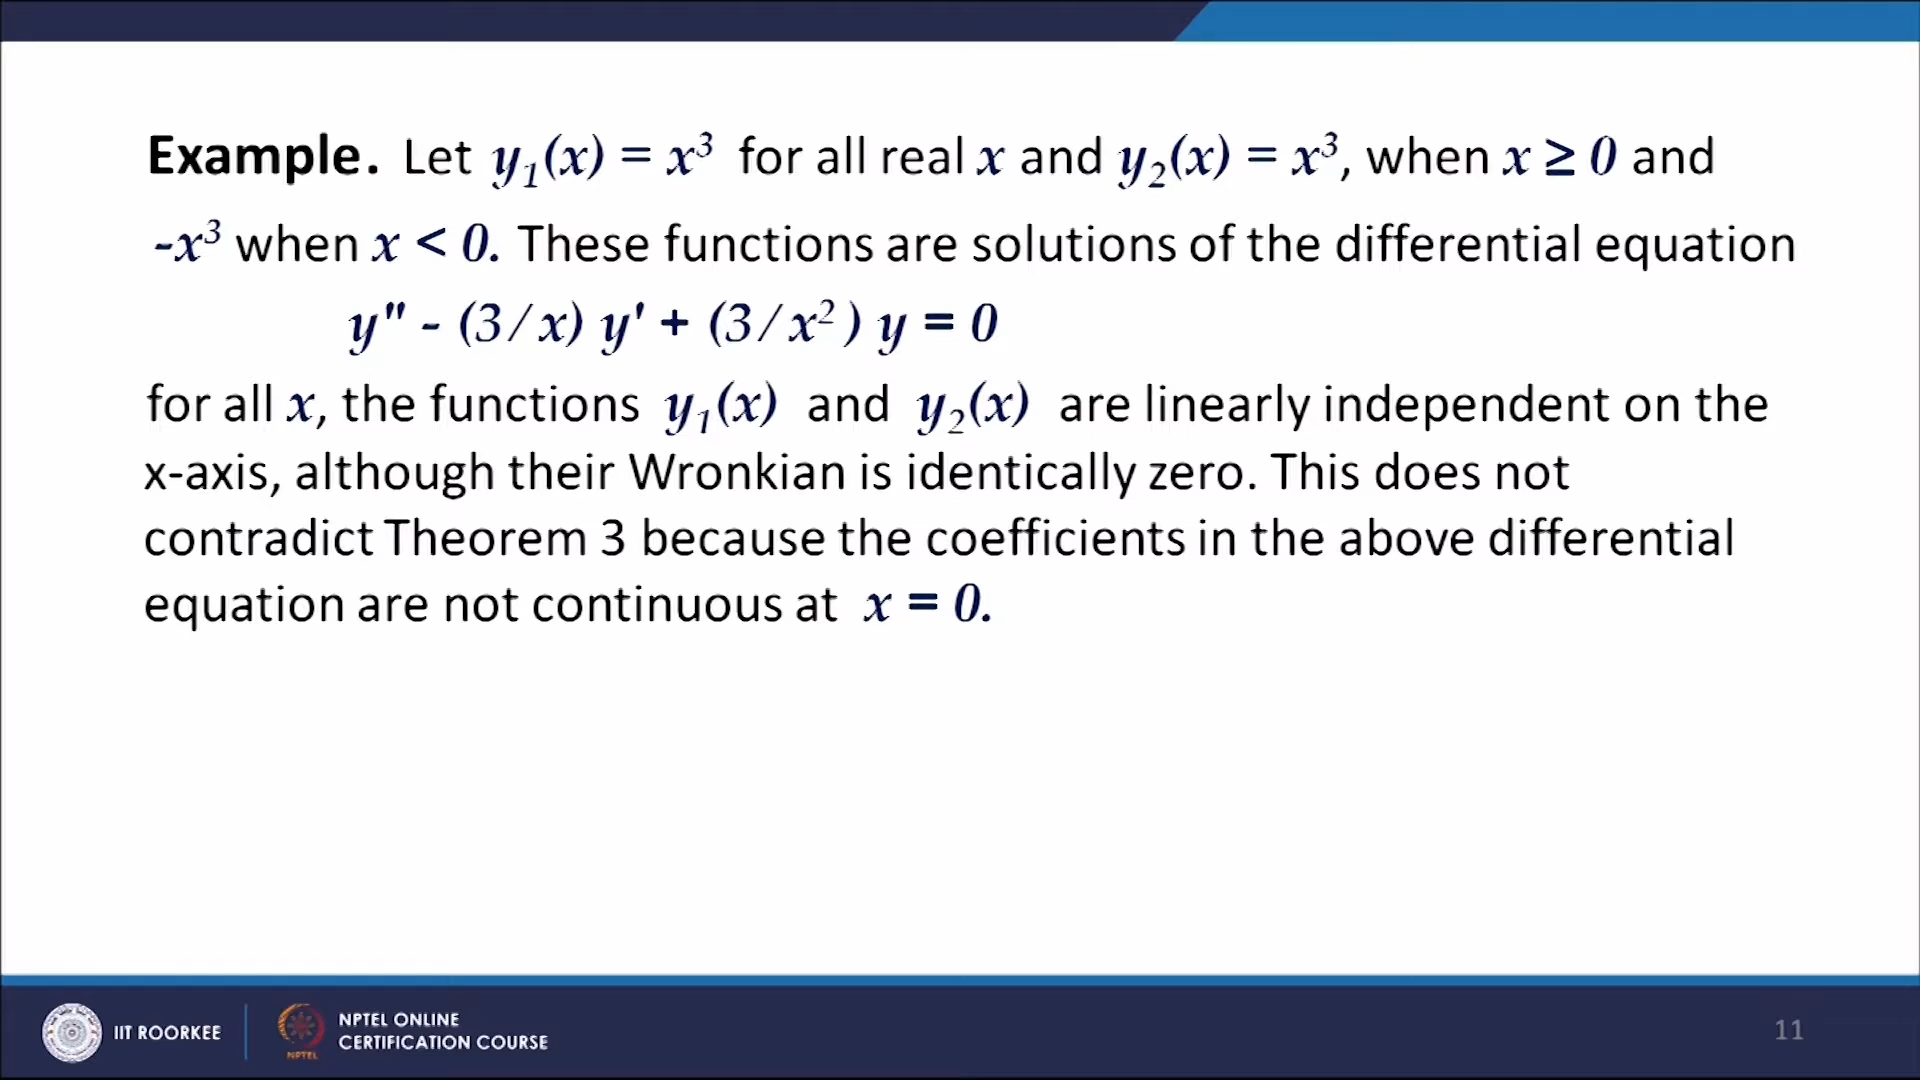 Example. Let y₁(x) = x³ for all real x and y₂(x) = x³, when x ≥ 0 and
-x³ when x < 0. These functions are solutions of the differential equation
y" - (3/x) y' + (3/x²) y = 0
for all x, the functions y₁(x) and y₂(x) are linearly independent on the
x-axis, although their Wronkian is identically zero. This does not
contradict Theorem 3 because the coefficients in the above differential
equation are not continuous at x = 0.
IIT ROORKEE
NPTEL
NPTEL ONLINE
CERTIFICATION COURSE
11